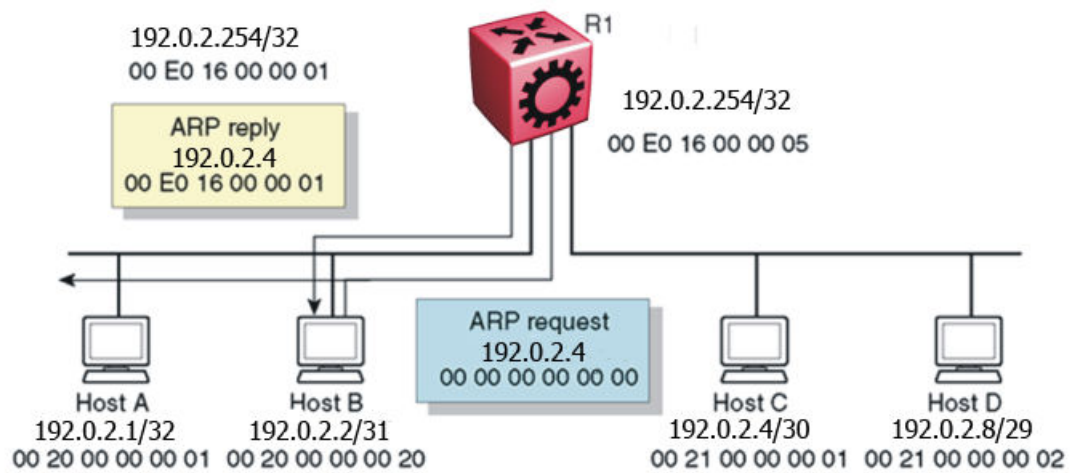 R1
192.0.2.254/32
00 E0 16 00 00 01
192.0.2.254/32
00 E0 16 00 00 05
ARP reply
192.0.2.4
00 E0 16 00 00 01
ARP request
192.0.2.4
00 00 00 00 00 00
Host A
192.0.2.1/32
00 20 00 00 00 01
Host B
192.0.2.2/31
00 20 00 00 00 20
Host C
192.0.2.4/30
00 21 00 00 00 01
Host D
192.0.2.8/29
00 21 00 00 00 02